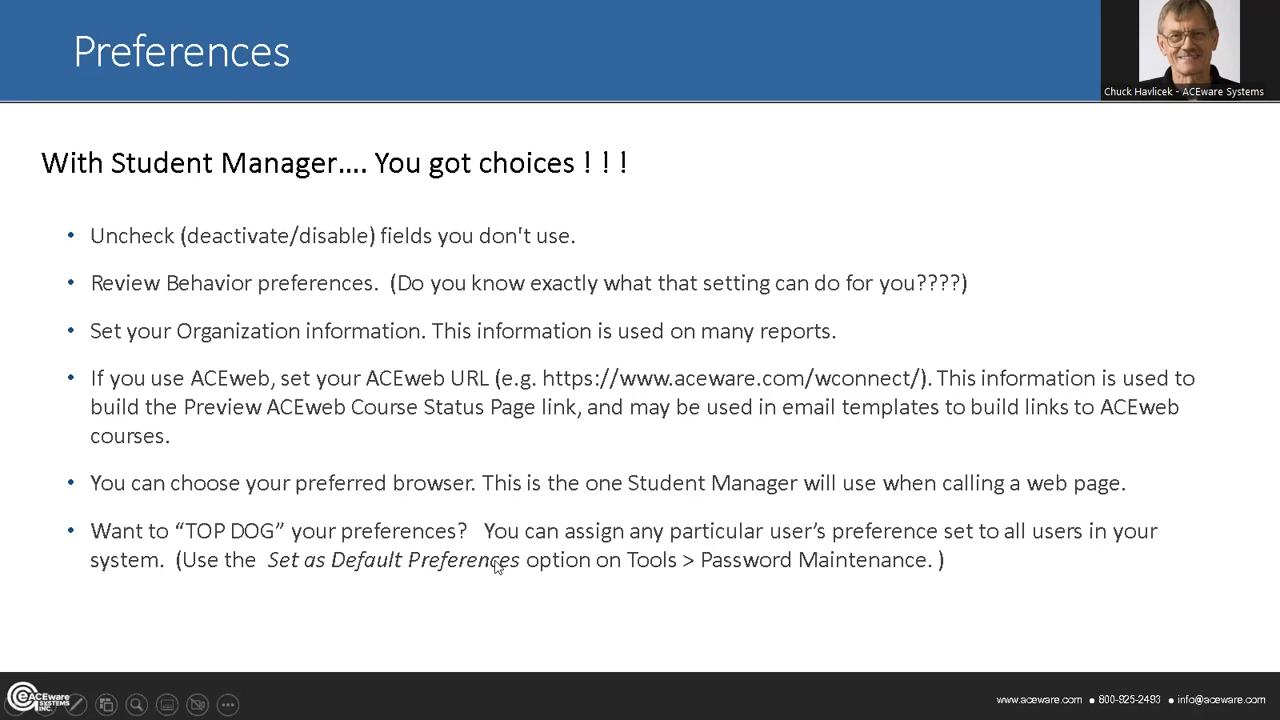 Preferences
Chuck Havlicek - ACEware Systems
With Student Manager.... You got choices ! ! !
• Uncheck (deactivate/disable) fields you don't use.
• Review Behavior preferences. (Do you know exactly what that setting can do for you????)
• Set your Organization information. This information is used on many reports.
• If you use ACEweb, set your ACEweb URL (e.g. https://www.aceware.com/wconnect/). This information is used to
build the Preview ACEweb Course Status Page link, and may be used in email templates to build links to ACEweb
courses.
• You can choose your preferred browser. This is the one Student Manager will use when calling a web page.
• Want to “TOP DOG” your preferences? You can assign any particular user’s preference set to all users in your
system. (Use the Set as Default Preferences option on Tools > Password Maintenance. )
ACEware
SYSTEMS
INC.
www.aceware.com ● 800-925-2493 ● info@aceware.com